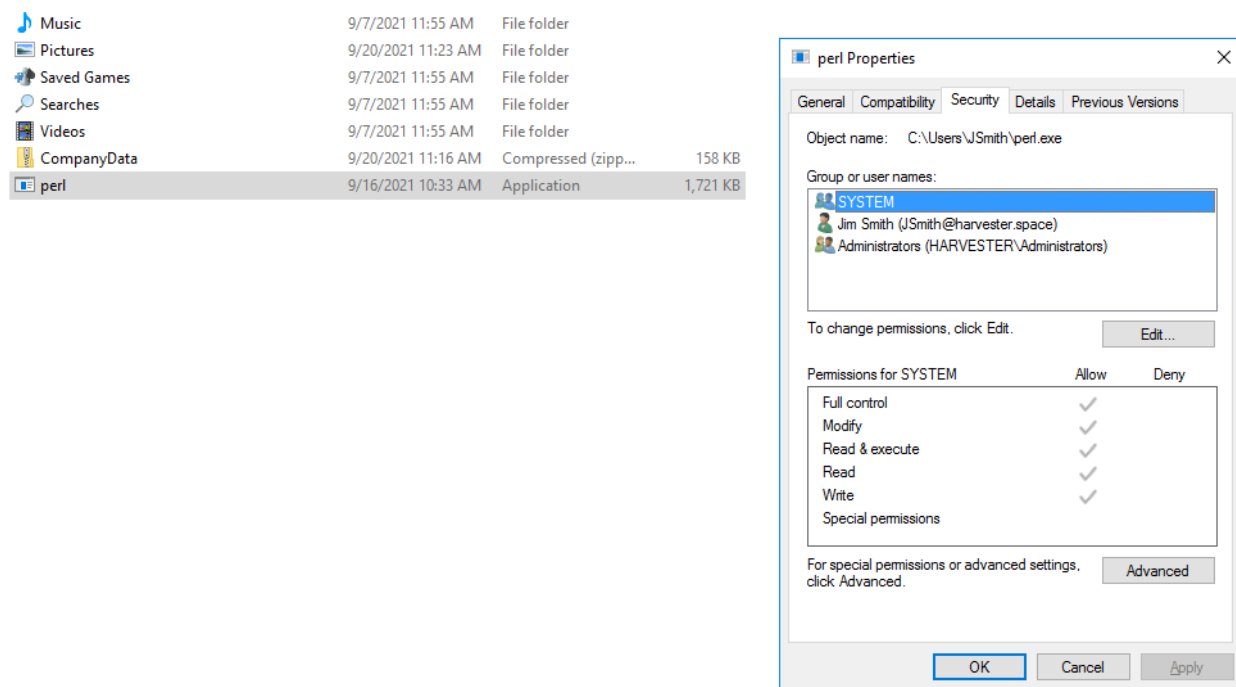 Music 9/7/2021 11:55 AM File folder
Pictures 9/20/2021 11:23 AM File folder
Saved Games 9/7/2021 11:55 AM File folder
Searches 9/7/2021 11:55 AM File folder
Videos 9/7/2021 11:55 AM File folder
CompanyData 9/20/2021 11:16 AM Compressed (zipp... 158 KB
perl 9/16/2021 10:33 AM Application 1,721 KB
perl Properties
General Compatibility Security Details Previous Versions
Object name: C:\Users\JSmith\perl.exe
Group or user names:
SYSTEM
Jim Smith (JSmith@harvester.space)
Administrators (HARVESTER\Administrators)
To change permissions, click Edit.
Edit...
Permissions for SYSTEM Allow Deny
Full control
Modify
Read & execute
Read
Write
Special permissions
For special permissions or advanced settings,
click Advanced.
Advanced
OK Cancel Apply